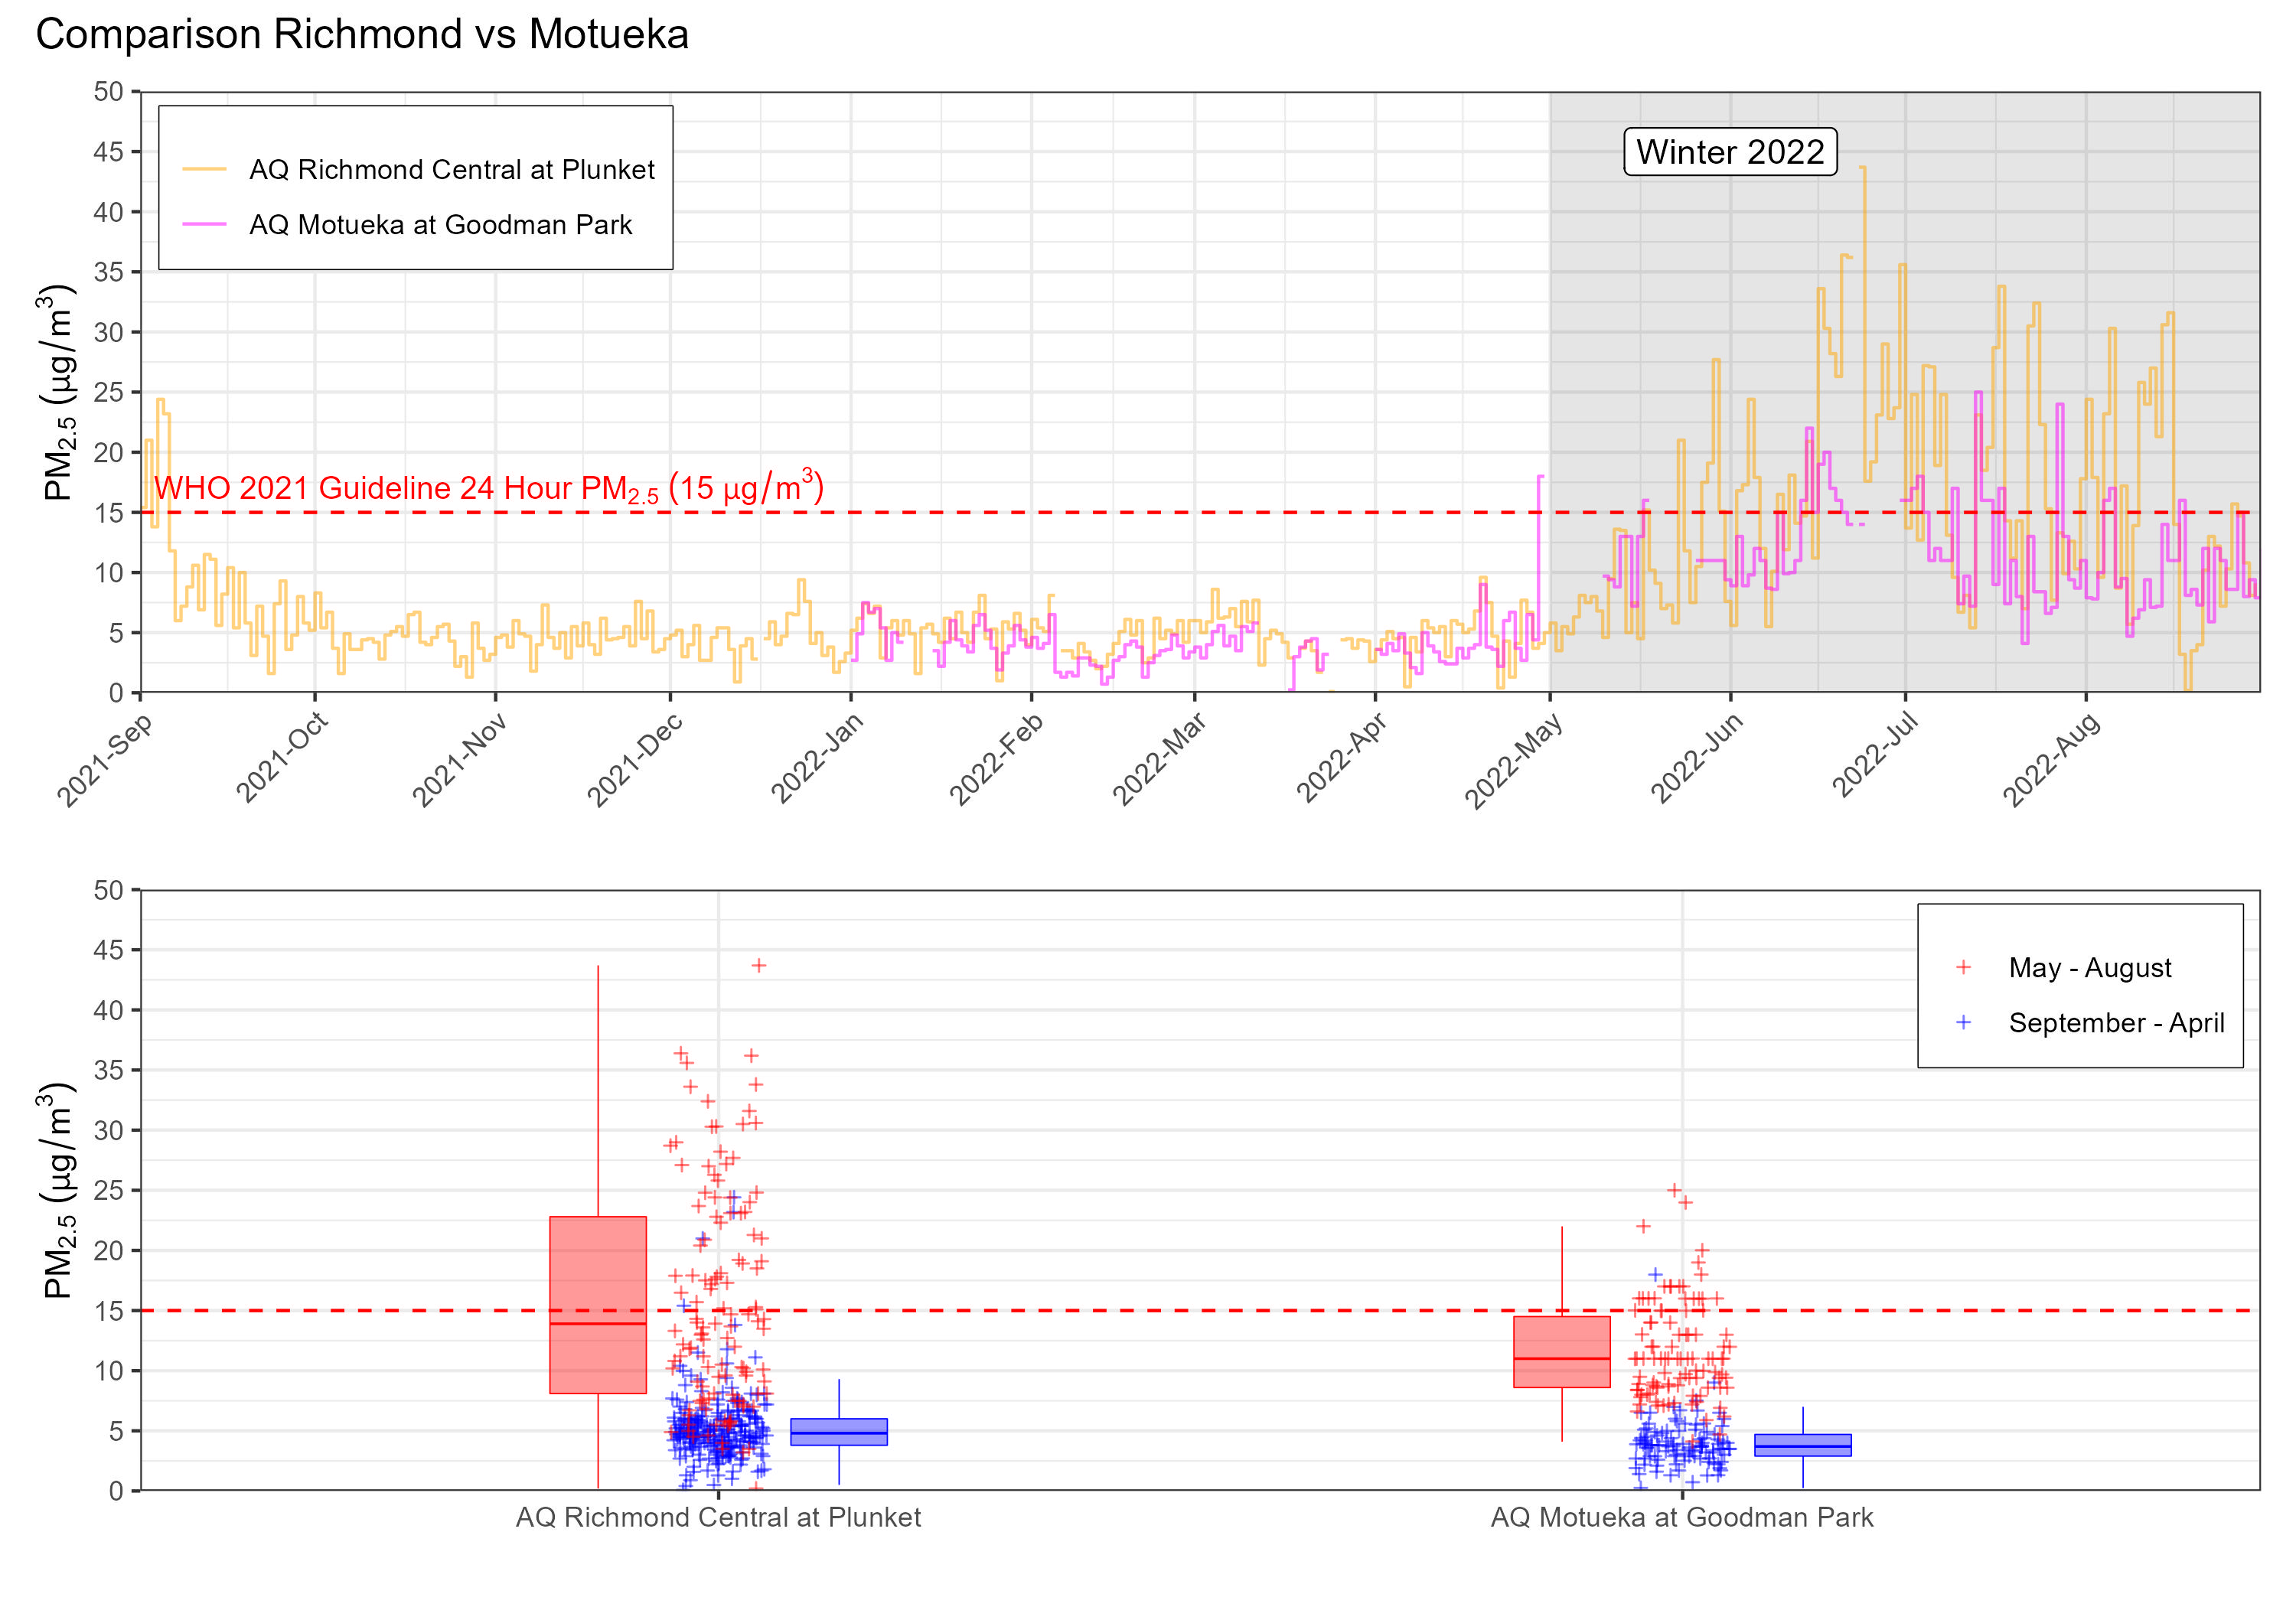 Comparison Richmond vs Motueka
PM2.5 (µg/m³)
50
45
40
35
30
25
20
15
10
5
0
AQ Richmond Central at Plunket
AQ Motueka at Goodman Park
Winter 2022
WHO 2021 Guideline 24 Hour PM2.5 (15 µg/m³)
2021-Sep
2021-Oct
2021-Nov
2021-Dec
2022-Jan
2022-Feb
2022-Mar
2022-Apr
2022-May
2022-Jun
2022-Jul
2022-Aug
PM2.5 (µg/m³)
50
45
40
35
30
25
20
15
10
5
0
May - August
September - April
AQ Richmond Central at Plunket
AQ Motueka at Goodman Park